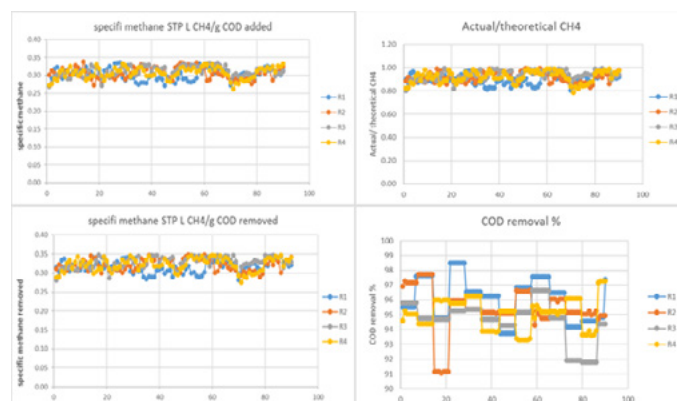 specifi methane STP L CH4/g COD added
specific methane
0.40
0.35
0.30
0.25
0.20
0.15
0.10
0.05
0.00
0
20
40
60
80
100
R1
R2
R3
R4
Actual/theoretical CH4
Actual/ theoretical CH4
1.20
1.00
0.80
0.60
0.40
0.20
0.00
0
20
40
60
80
100
R1
R2
R3
R4
specifi methane STP L CH4/g COD removed
specific methane removed
0.40
0.35
0.30
0.25
0.20
0.15
0.10
0.05
0.00
0
20
40
60
80
100
R1
R2
R3
R4
COD removal %
COD removal %
99
98
97
96
95
94
93
92
91
90
0
20
40
60
80
100
R1
R2
R3
R4